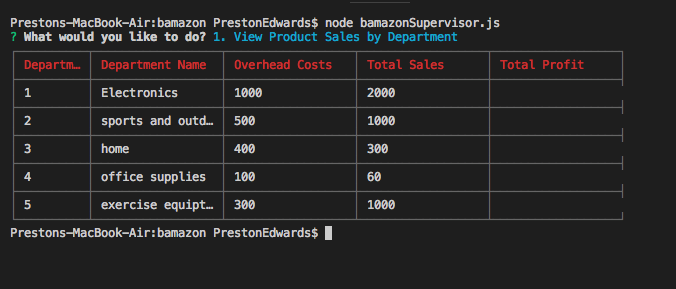 Prestons-MacBook-Air:bamazon PrestonEdwards$ node bamazonSupervisor.js
? What would you like to do? 1. View Product Sales by Department
Departm… Department Name Overhead Costs Total Sales Total Profit
1 Electronics 1000 2000
2 sports and outd… 500 1000
3 home 400 300
4 office supplies 100 60
5 exercise equipt… 300 1000
Prestons-MacBook-Air:bamazon PrestonEdwards$